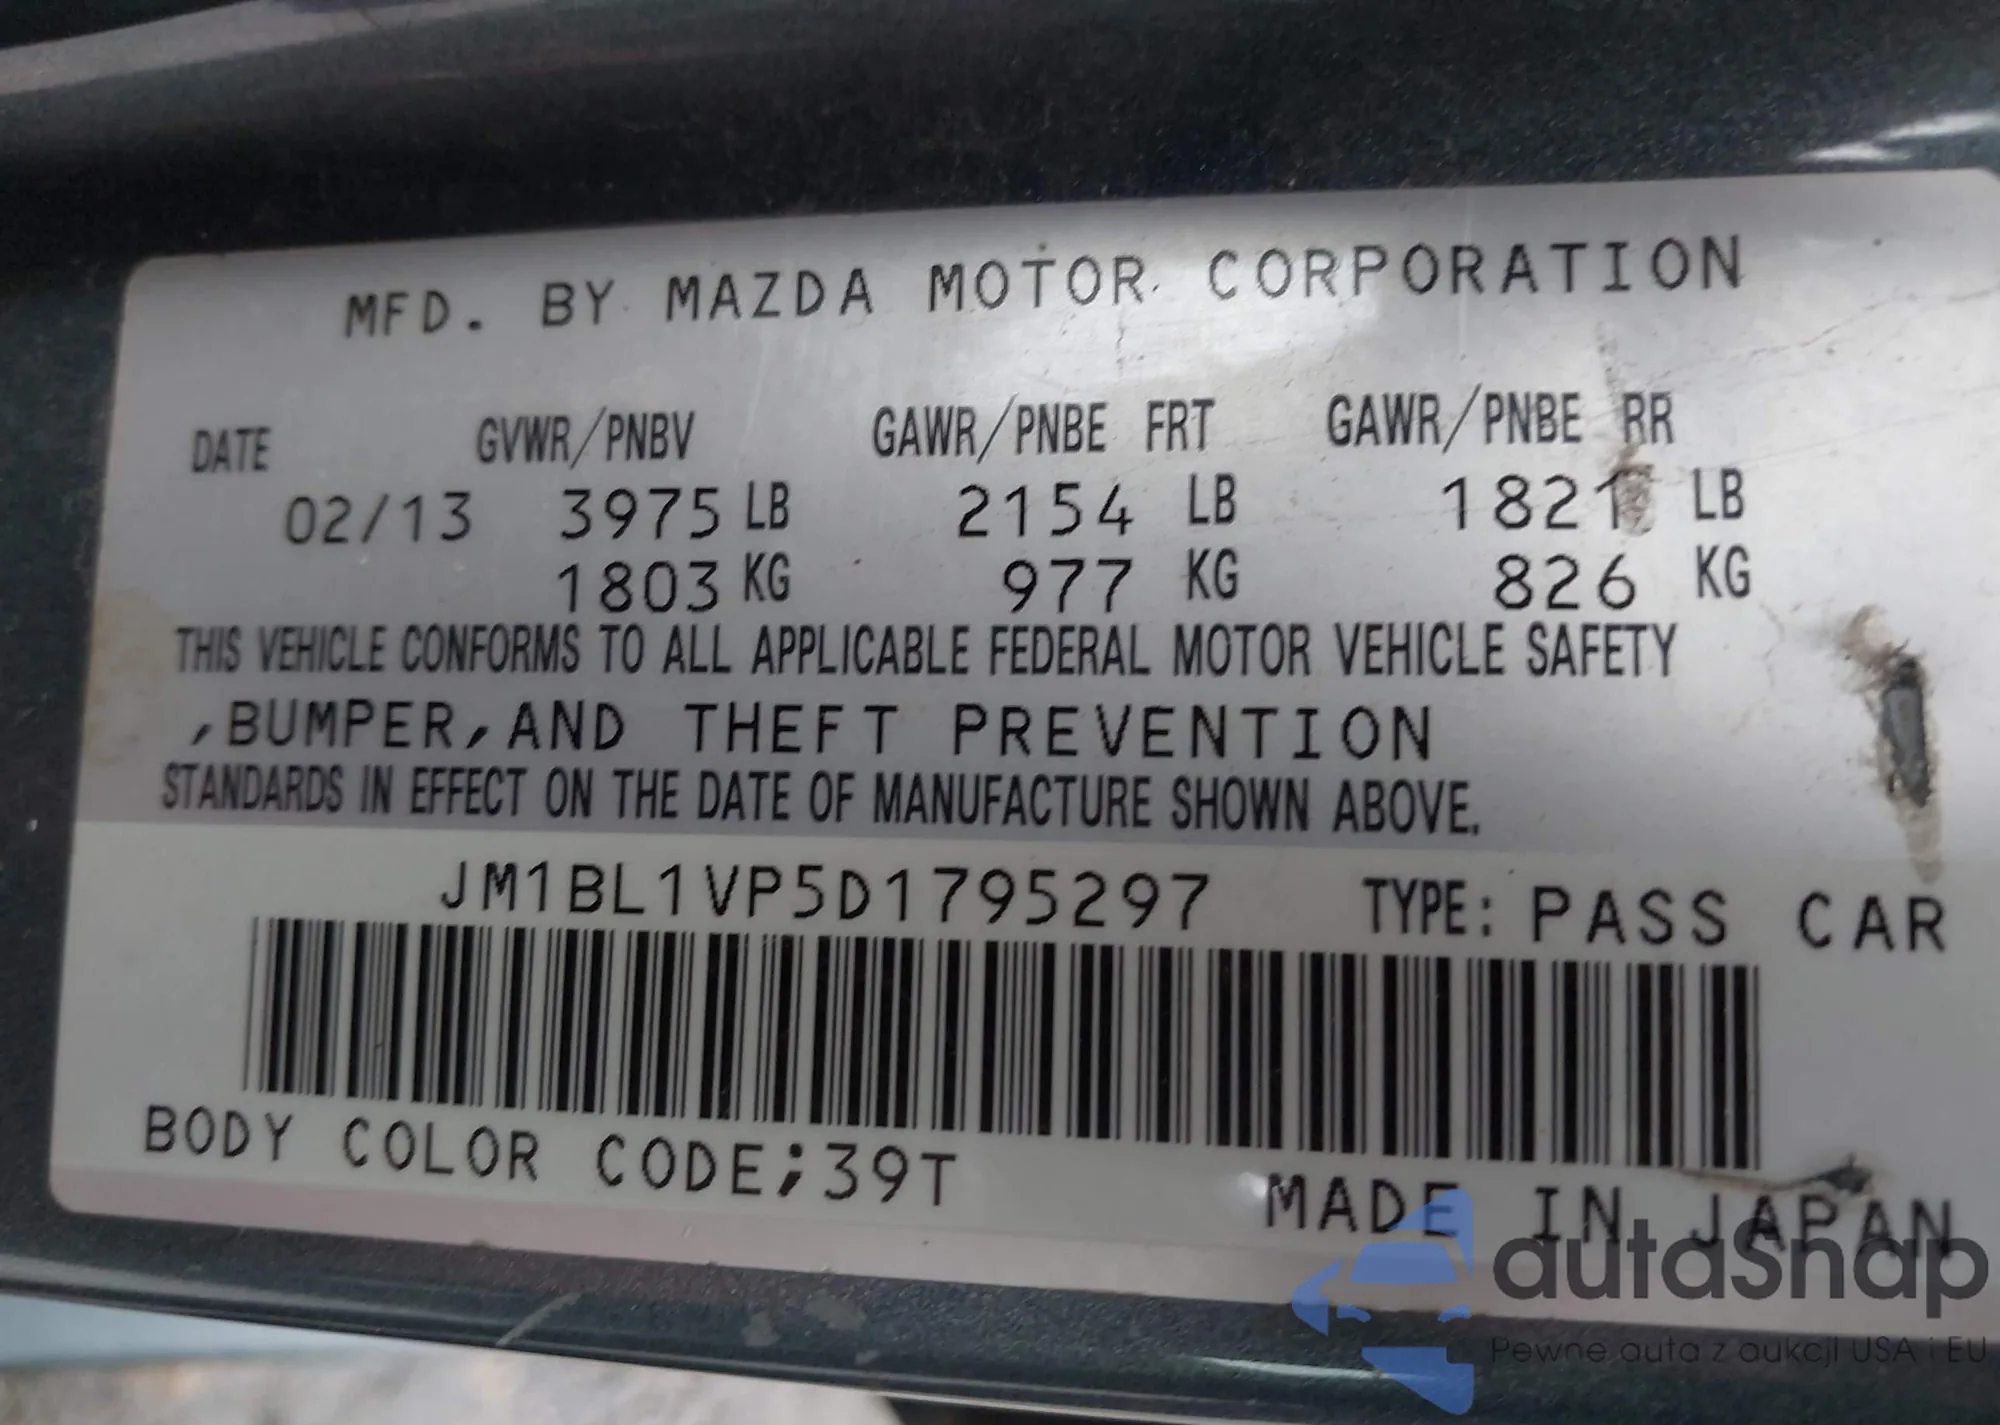 MFD. BY MAZDA MOTOR CORPORATION
DATE GVWR/PNBV GAWR/PNBE FRT GAWR/PNBE RR
02/13 3975 LB 2154 LB 1821 LB
1803 KG 977 KG 826 KG
THIS VEHICLE CONFORMS TO ALL APPLICABLE FEDERAL MOTOR VEHICLE SAFETY
,BUMPER,AND THEFT PREVENTION
STANDARDS IN EFFECT ON THE DATE OF MANUFACTURE SHOWN ABOVE.
JM1BL1VP5D1795297 TYPE: PASS CAR
BODY COLOR CODE;39T
MADE IN JAPAN
autaSnap
Pewne auta z aukcji USA i EU